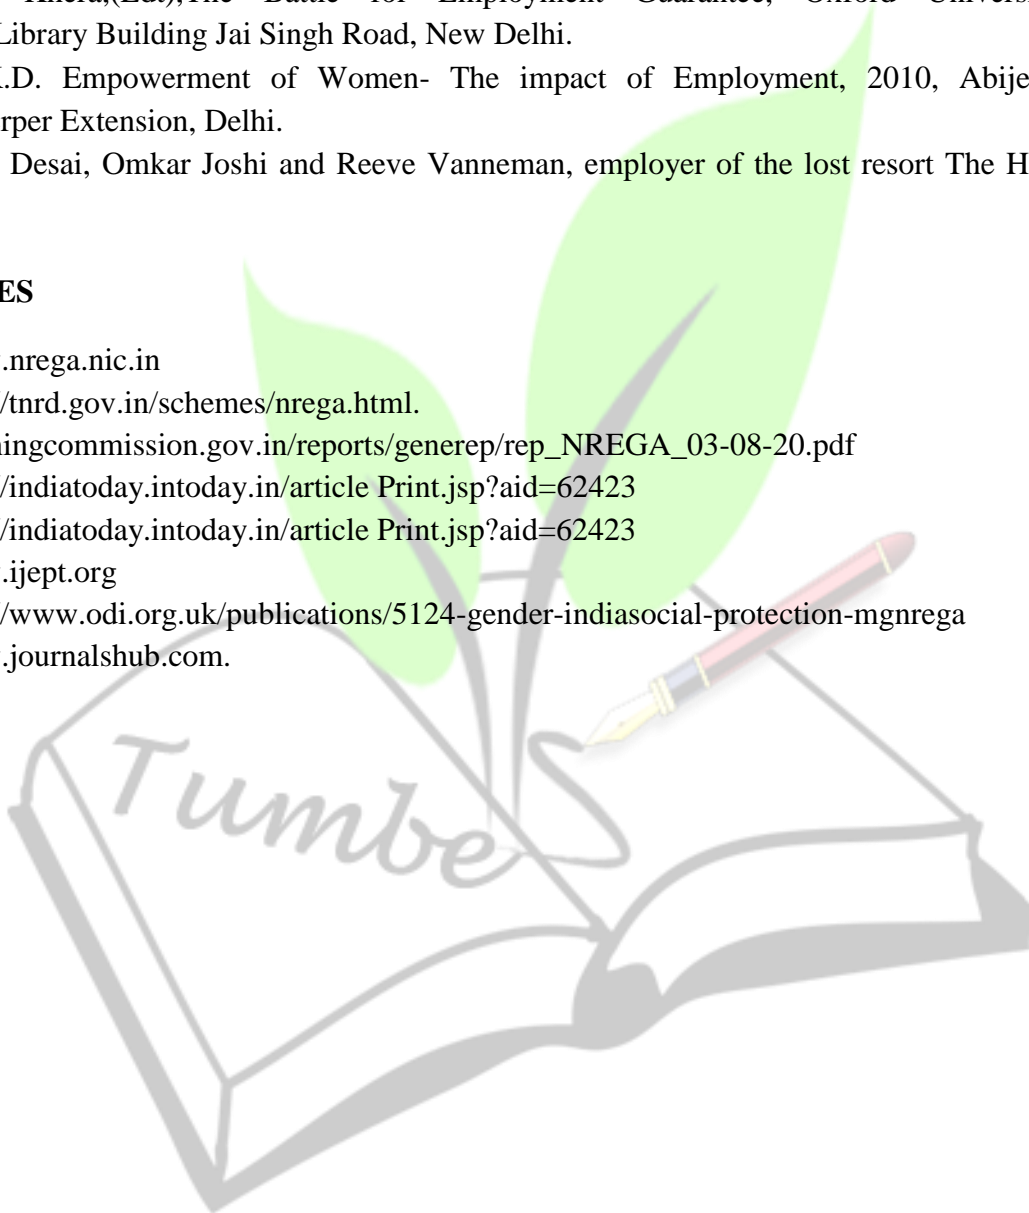 Khera,(Edt),The Battle for Employment Guarantee, Oxford Univers
Library Building Jai Singh Road, New Delhi.
.D. Empowerment of Women- The impact of Employment, 2010, Abije
rper Extension, Delhi.
Desai, Omkar Joshi and Reeve Vanneman, employer of the lost resort The H
ES
.nrega.nic.in
/tnrd.gov.in/schemes/nrega.html.
ningcommission.gov.in/reports/generep/rep_NREGA_03-08-20.pdf
/indiatoday.intoday.in/article Print.jsp?aid=62423
/indiatoday.intoday.in/article Print.jsp?aid=62423
.ijept.org
/www.odi.org.uk/publications/5124-gender-indiasocial-protection-mgnrega
.journalshub.com.
Tumbe